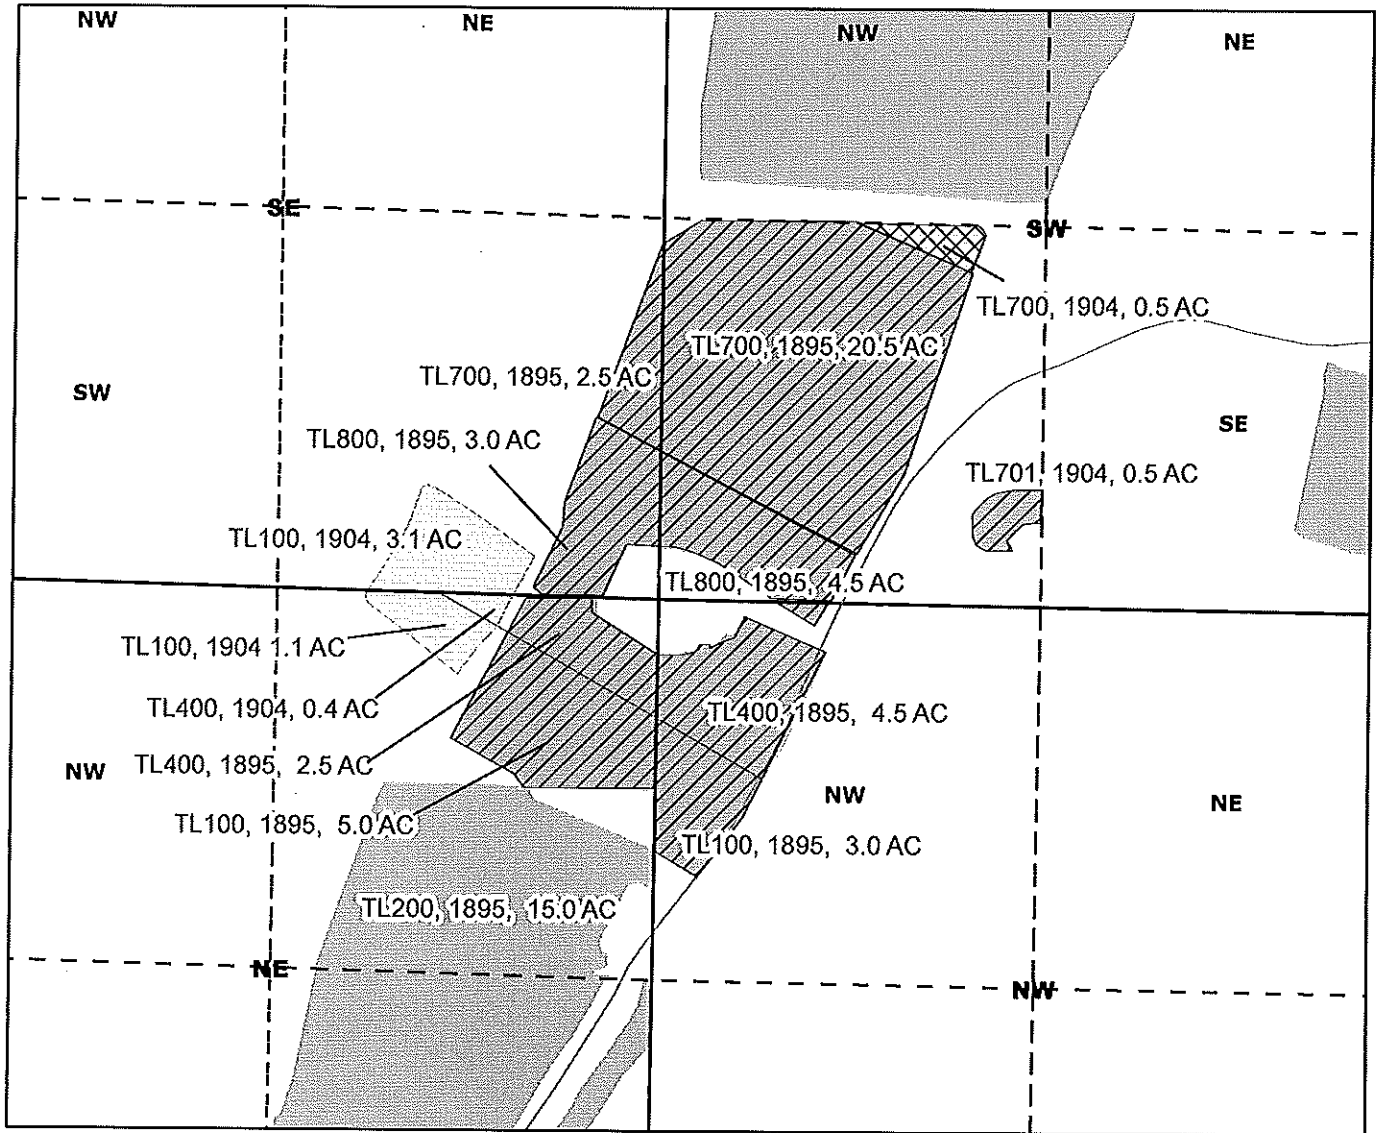 NW
NE
NW
NE
SE
SW
TL700, 1904, 0.5 AC
TL700, 1895, 20.5 AC
TL700, 1895, 2.5 AC
SW
SE
TL800, 1895, 3.0 AC
TL701, 1904, 0.5 AC
TL100, 1904, 3.1 AC
TL800, 1895,  4.5 AC
TL100, 1904 1.1 AC
TL400, 1904, 0.4 AC
TL400, 1895,  4.5 AC
TL400, 1895,  2.5 AC
NW
NW
NE
TL100, 1895,  5.0 AC
TL100, 1895,  3.0 AC
TL200, 1895,  15.0 AC
NE
NW